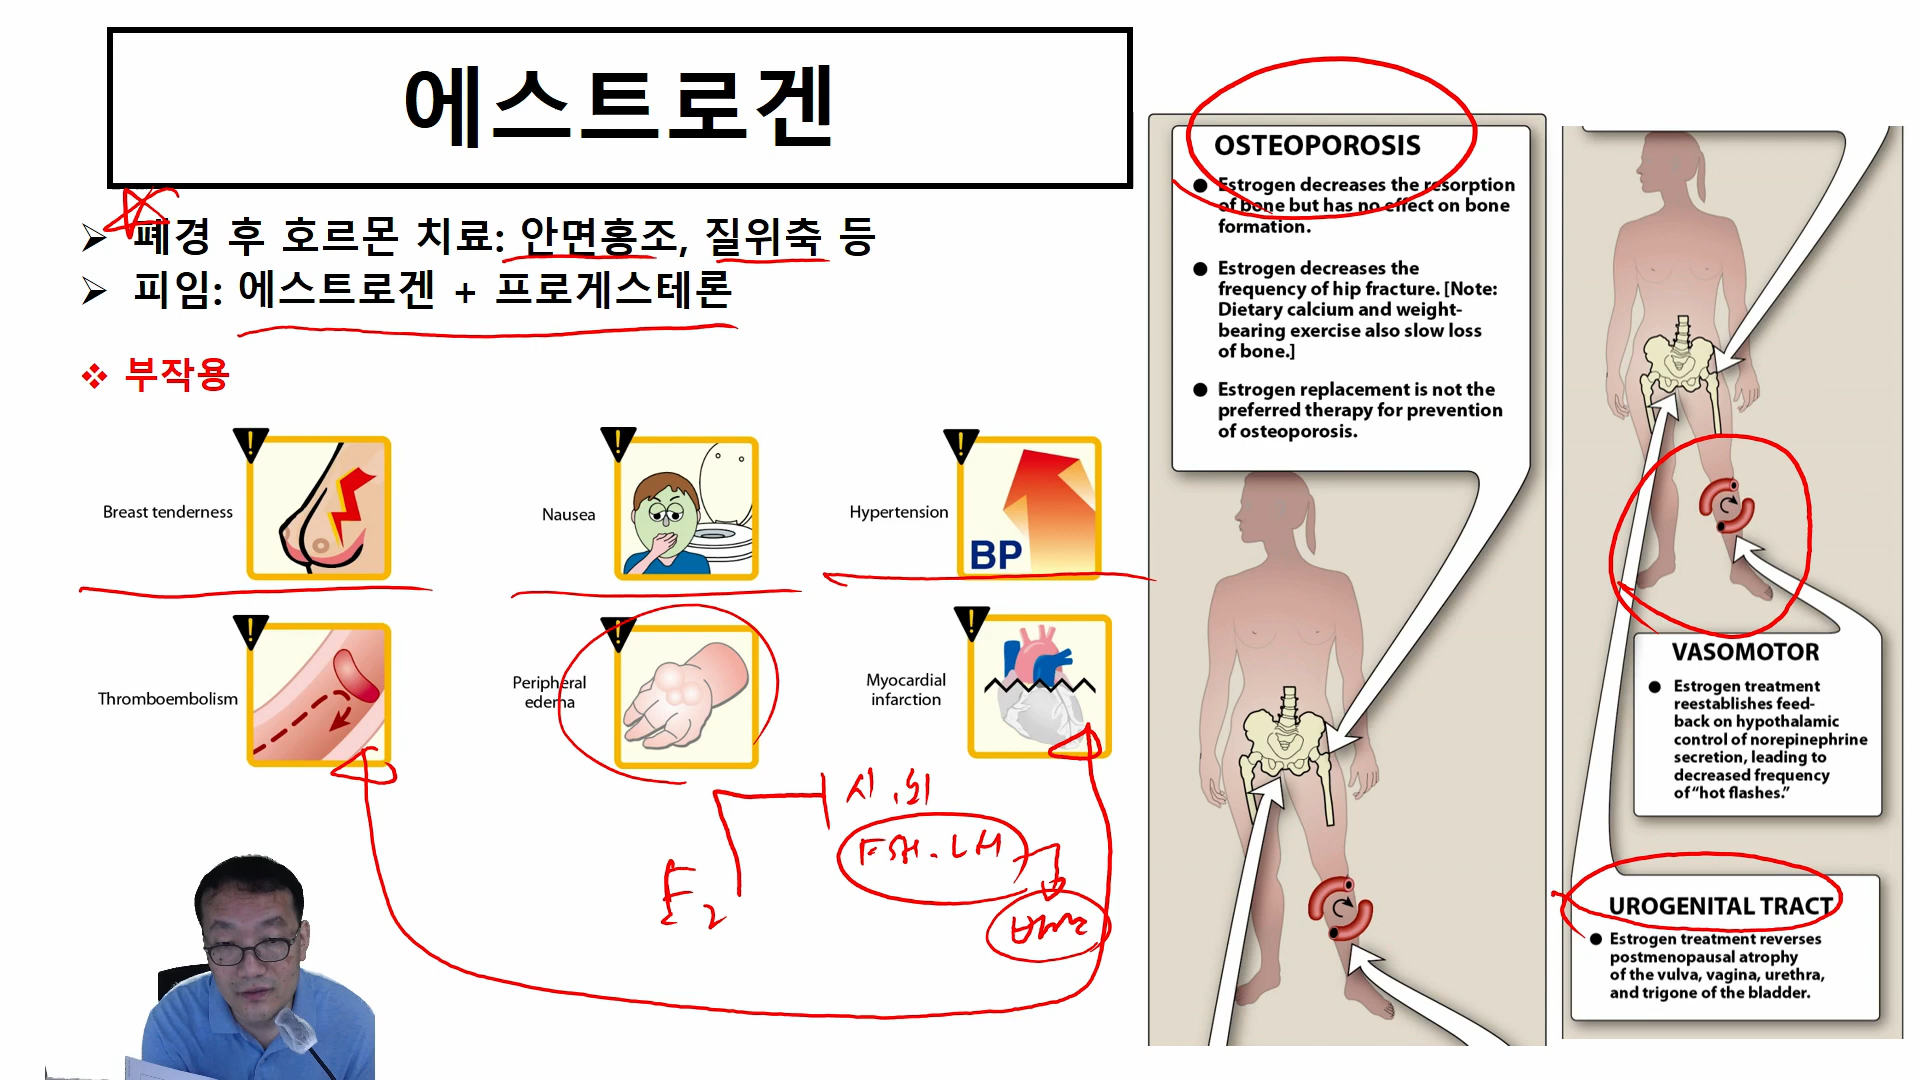 에스트로겐
➢ 폐경 후 호르몬 치료: 안면홍조, 질위축 등
➢ 피임: 에스트로겐 + 프로게스테론
❖ 부작용
Breast tenderness
Nausea
Hypertension
BP
Thromboembolism
Peripheral
edema
Myocardial
infarction
시.뇌
FSH. LH
E2
배란
OSTEOPOROSIS
● Estrogen decreases the resorption
of bone but has no effect on bone
formation.
● Estrogen decreases the
frequency of hip fracture. [Note:
Dietary calcium and weight-
bearing exercise also slow loss
of bone.]
● Estrogen replacement is not the
preferred therapy for prevention
of osteoporosis.
VASOMOTOR
● Estrogen treatment
reestablishes feed-
back on hypothalamic
control of norepinephrine
secretion, leading to
decreased frequency
of “hot flashes.”
UROGENITAL TRACT
● Estrogen treatment reverses
postmenopausal atrophy
of the vulva, vagina, urethra,
and trigone of the bladder.